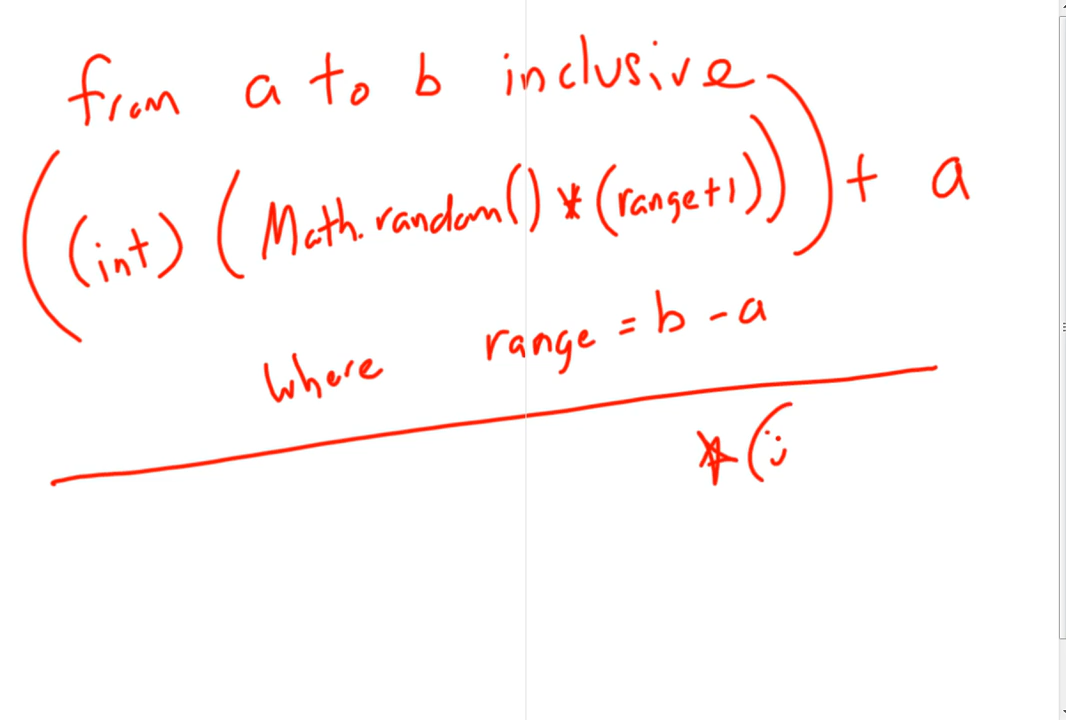 from a to b inclusive
((int) (Math.random() * (range+1))) + a
where range = b - a
* (